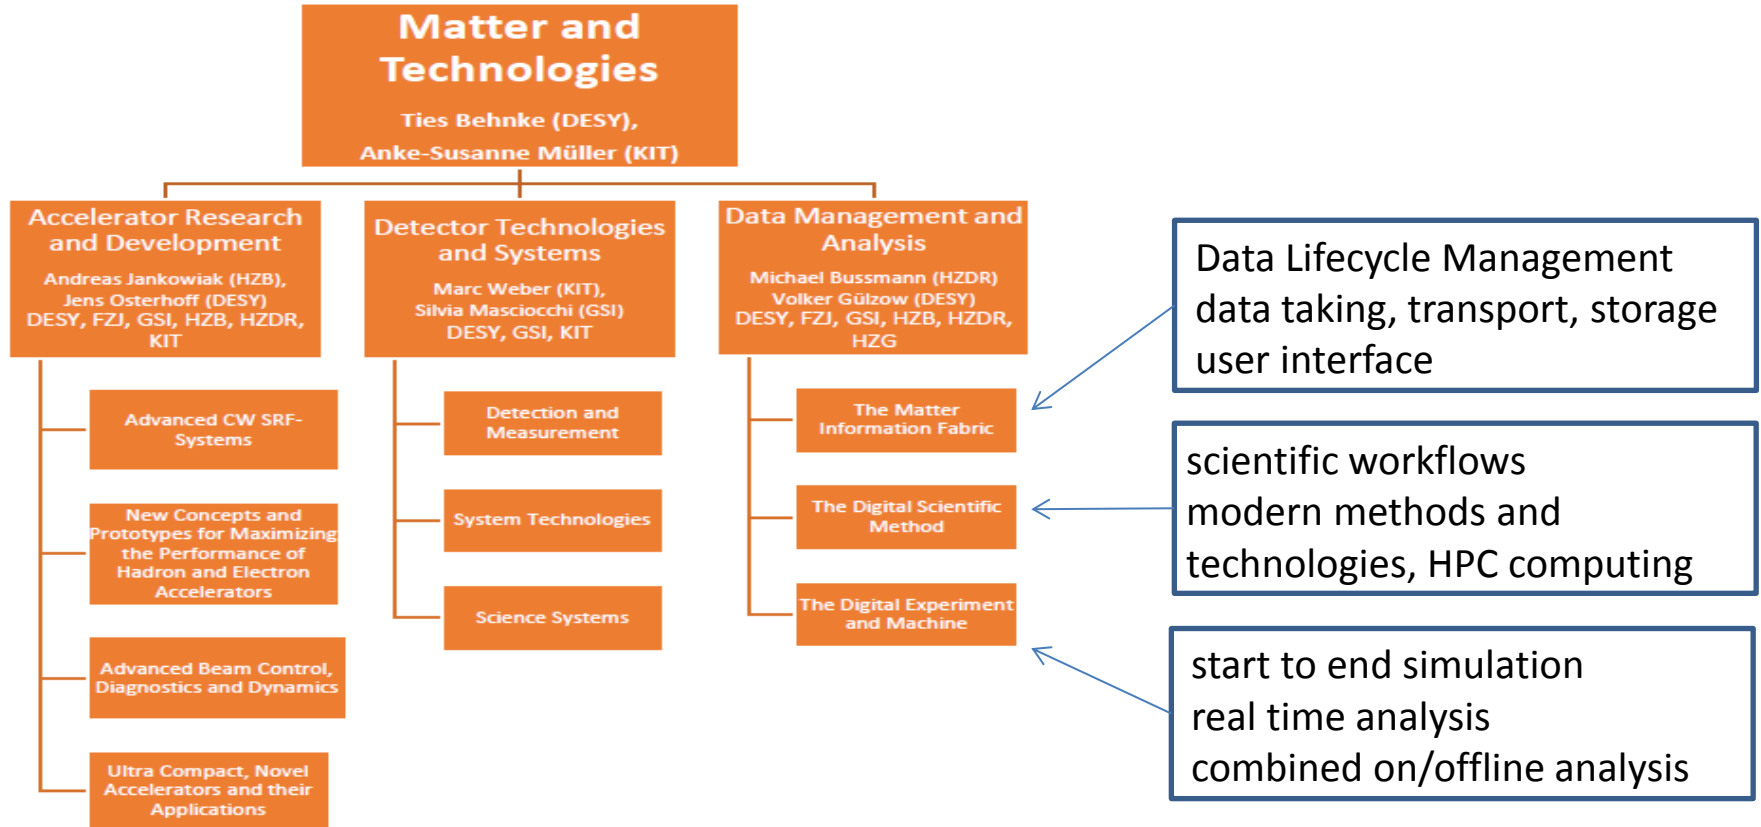 Matter and
Technologies
Ties Behnke (DESY),
Anke-Susanne Müller (KIT)
Accelerator Research
and Development
Andreas Jankowiak (HZB),
Jens Osterhoff (DESY)
DESY, FZJ, GSI, HZB, HZDR,
KIT
Advanced CW SRF-
Systems
New Concepts and
Prototypes for Maximizing
the Performance of
Hadron and Electron
Accelerators
Advanced Beam Control,
Diagnostics and Dynamics
Ultra Compact, Novel
Accelerators and their
Applications
Detector Technologies
and Systems
Marc Weber (KIT),
Silvia Masciocchi (GSI)
DESY, GSI, KIT
Detection and
Measurement
System Technologies
Science Systems
Data Management and
Analysis
Michael Bussmann (HZDR)
Volker Gülzow (DESY)
DESY, FZJ, GSI, HZB, HZDR,
HZG
The Matter
Information Fabric
The Digital Scientific
Method
The Digital Experiment
and Machine
Data Lifecycle Management
data taking, transport, storage
user interface
scientific workflows
modern methods and
technologies, HPC computing
start to end simulation
real time analysis
combined on/offline analysis